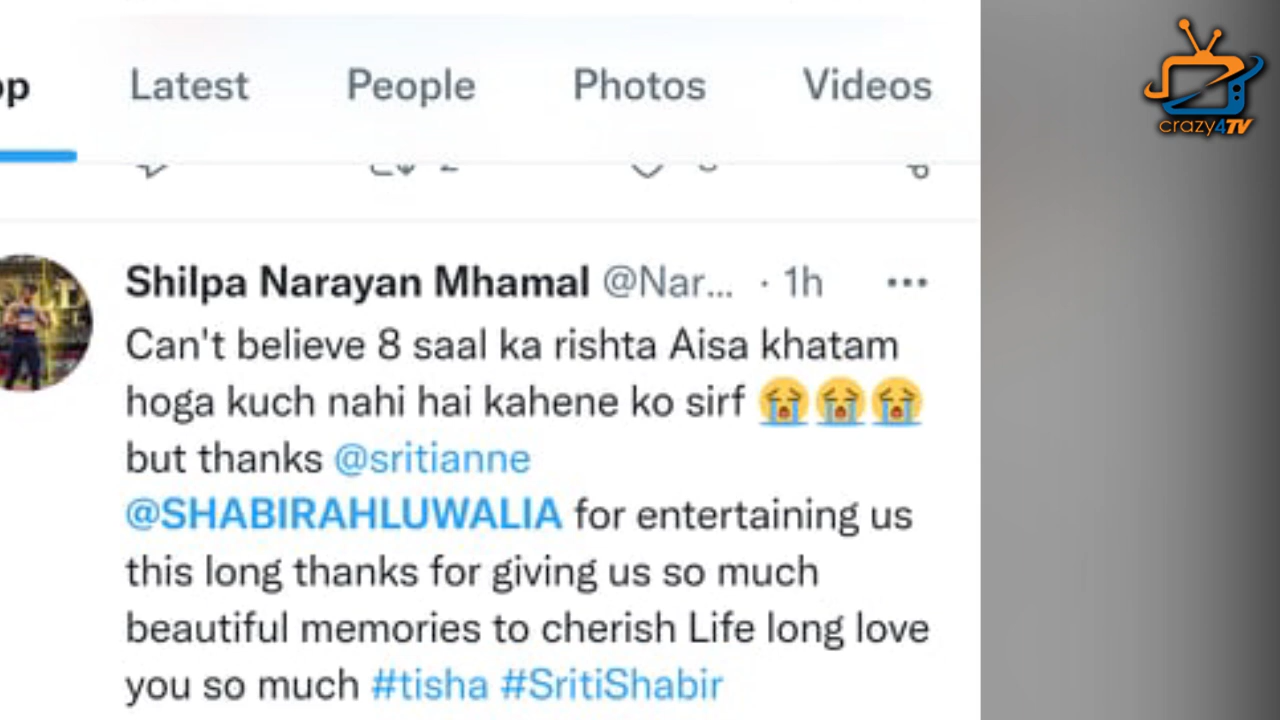 op Latest People Photos Videos
crazy4TV
Shilpa Narayan Mhamal @Nar... · 1h
Can't believe 8 saal ka rishta Aisa khatam
hoga kuch nahi hai kahene ko sirf 😭😭😭
but thanks @sritianne
@SHABIRAHLUWALIA for entertaining us
this long thanks for giving us so much
beautiful memories to cherish Life long love
you so much #tisha #SritiShabir